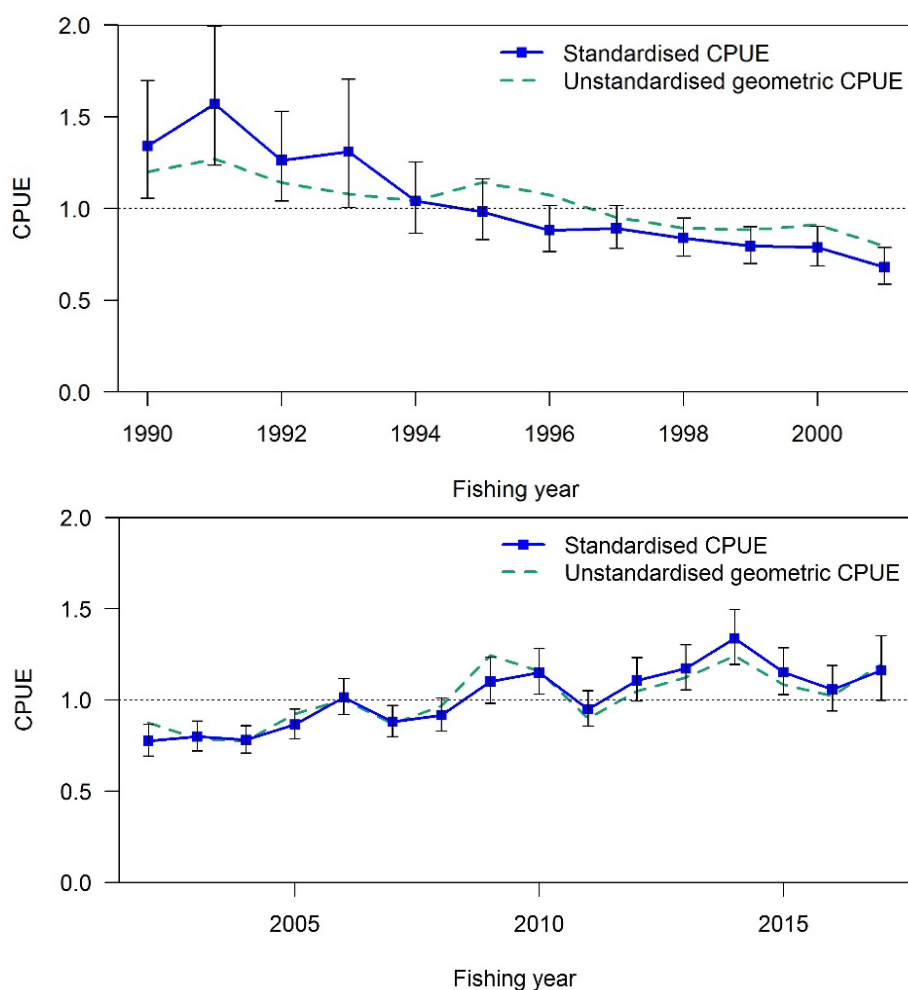 2.0
1.5
1.0
0.5
0.0
CPUE
Standardised CPUE
Unstandardised geometric CPUE
1990 1992 1994 1996 1998 2000
Fishing year
2.0
1.5
1.0
0.5
0.0
CPUE
Standardised CPUE
Unstandardised geometric CPUE
2005 2010 2015
Fishing year